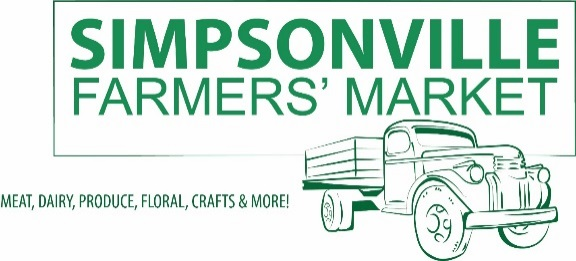 SIMPSONVILLE
FARMERS’ MARKET
MEAT, DAIRY, PRODUCE, FLORAL, CRAFTS & MORE!